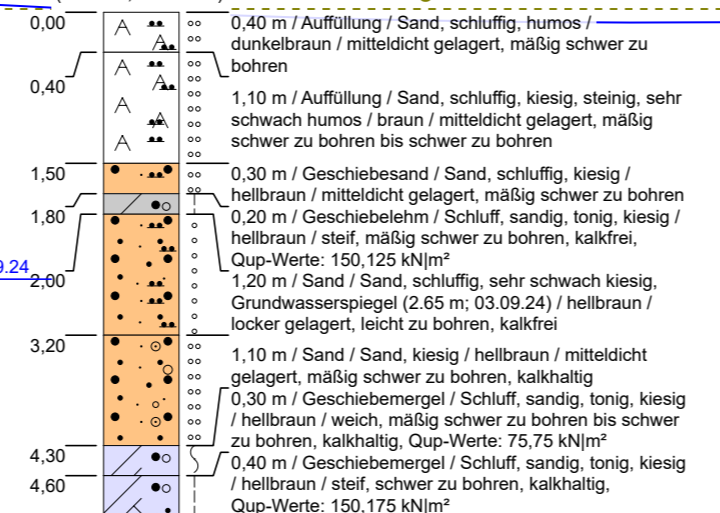 0,00
0,40 m / Auffüllung / Sand, schluffig, humos /
dunkelbraun / mitteldicht gelagert, mäßig schwer zu
bohren
0,40
1,10 m / Auffüllung / Sand, schluffig, kiesig, steinig, sehr
schwach humos / braun / mitteldicht gelagert, mäßig
schwer zu bohren bis schwer zu bohren
1,50
0,30 m / Geschiebesand / Sand, schluffig, kiesig /
hellbraun / mitteldicht gelagert, mäßig schwer zu bohren
1,80
0,20 m / Geschiebelehm / Schluff, sandig, tonig, kiesig /
hellbraun / steif, mäßig schwer zu bohren, kalkfrei,
Qup-Werte: 150,125 kN|m²
9.24
2,00
1,20 m / Sand / Sand, schluffig, sehr schwach kiesig,
Grundwasserspiegel (2.65 m; 03.09.24) / hellbraun /
locker gelagert, leicht zu bohren, kalkfrei
3,20
1,10 m / Sand / Sand, kiesig / hellbraun / mitteldicht
gelagert, mäßig schwer zu bohren, kalkhaltig
0,30 m / Geschiebemergel / Schluff, sandig, tonig, kiesig
/ hellbraun / weich, mäßig schwer zu bohren bis schwer
zu bohren, kalkhaltig, Qup-Werte: 75,75 kN|m²
4,30
0,40 m / Geschiebemergel / Schluff, sandig, tonig, kiesig
/ hellbraun / steif, schwer zu bohren, kalkhaltig,
Qup-Werte: 150,175 kN|m²
4,60